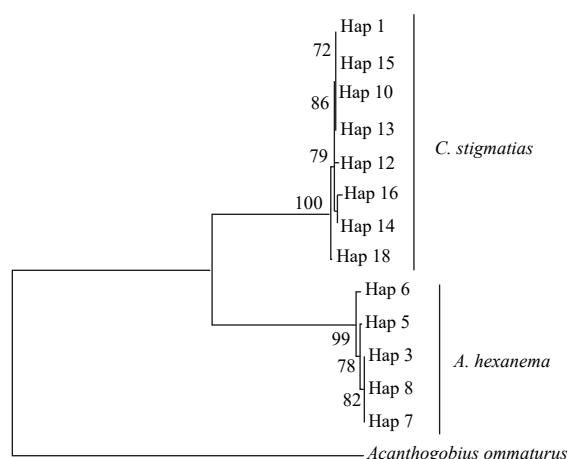 Hap 1
72
Hap 15
Hap 10
86
Hap 13
C. stigmatias
79
Hap 12
Hap 16
100
Hap 14
Hap 18
Hap 6
Hap 5
99
Hap 3
A. hexanema
78
Hap 8
82
Hap 7
Acanthogobius ommaturus